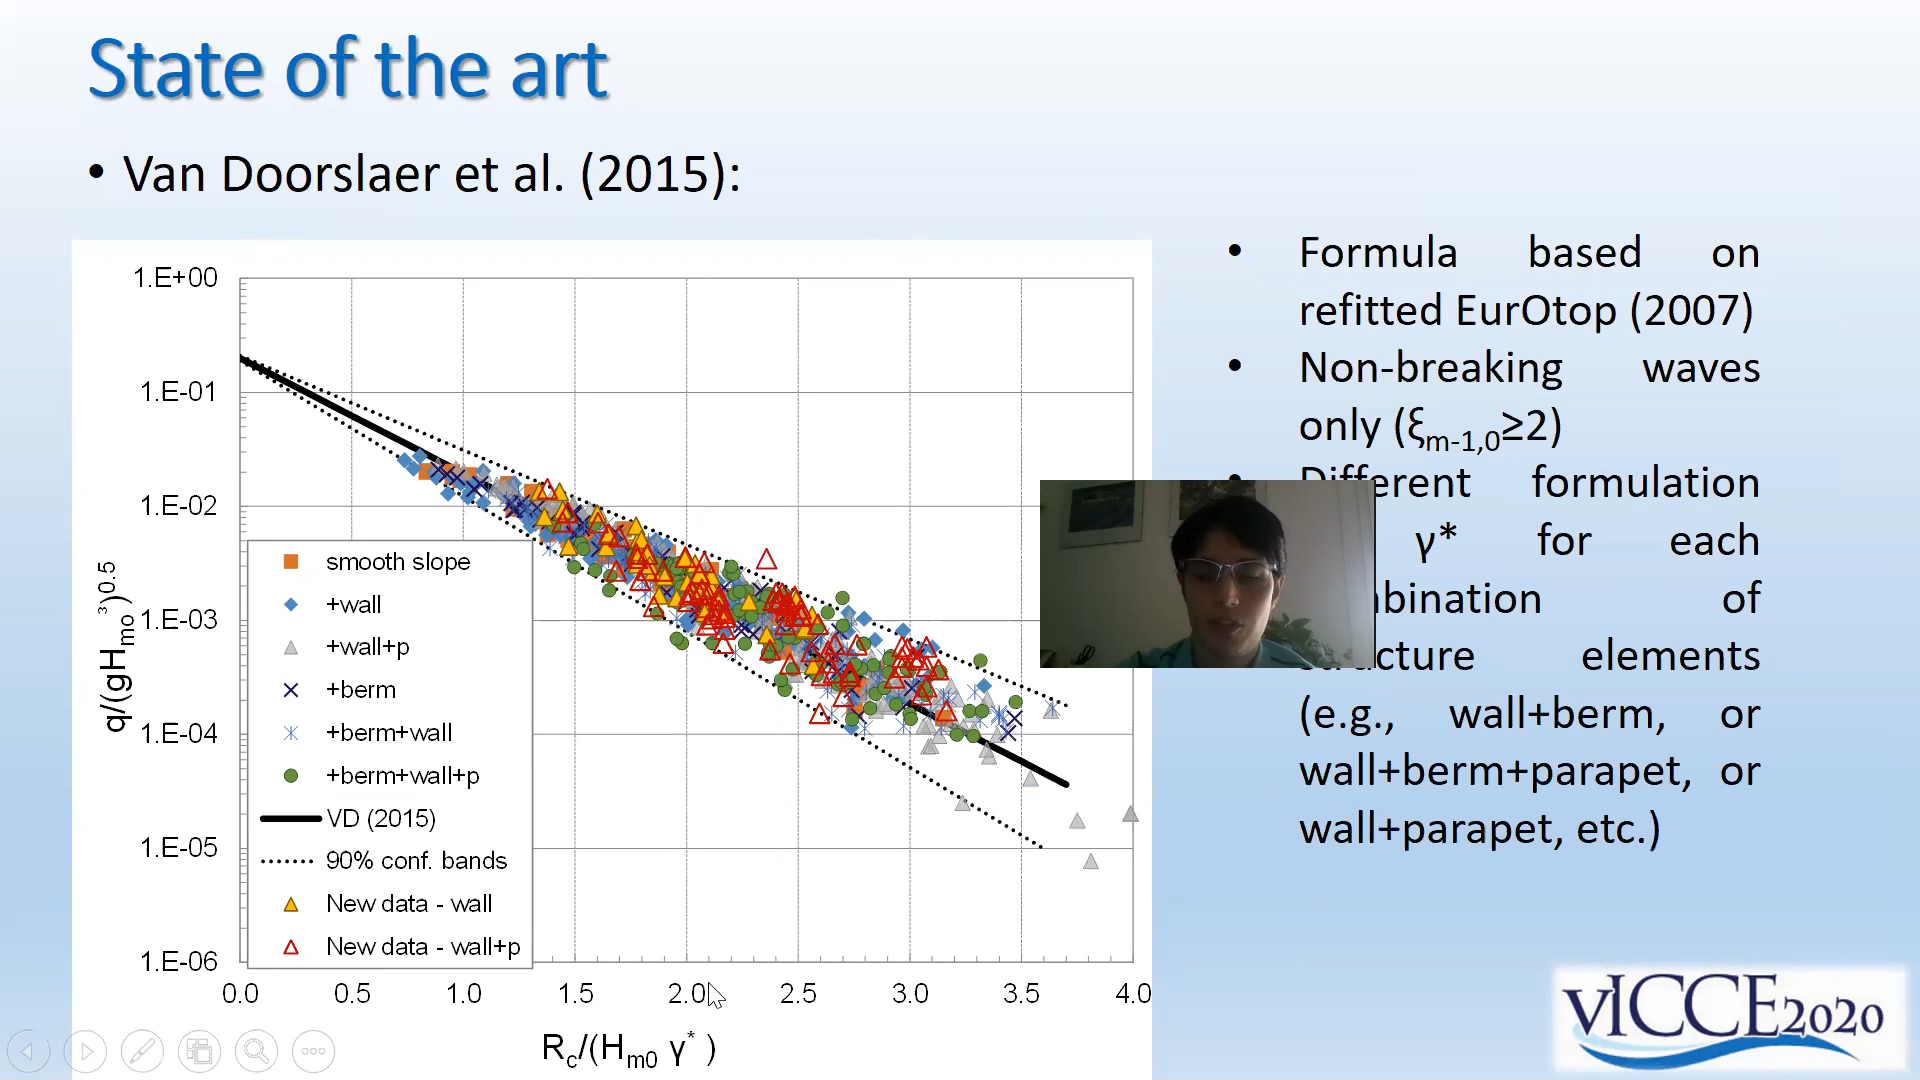 State of the art
• Van Doorslaer et al. (2015):
1.E+00
1.E-01
1.E-02
1.E-03
1.E-04
1.E-05
1.E-06
q/(gHmo³)0.5
smooth slope
+wall
+wall+p
+berm
+berm+wall
+berm+wall+p
VD (2015)
90% conf. bands
New data - wall
New data - wall+p
0.0 0.5 1.0 1.5 2.0 2.5 3.0 3.5 4.0
Rc/(Hm0 γ* )
• Formula based on
refitted EurOtop (2007)
• Non-breaking waves
only (ξm-1,0≥2)
formulation
γ* for each
of
elements
(e.g., wall+berm, or
wall+berm+parapet, or
wall+parapet, etc.)
vICCE2020